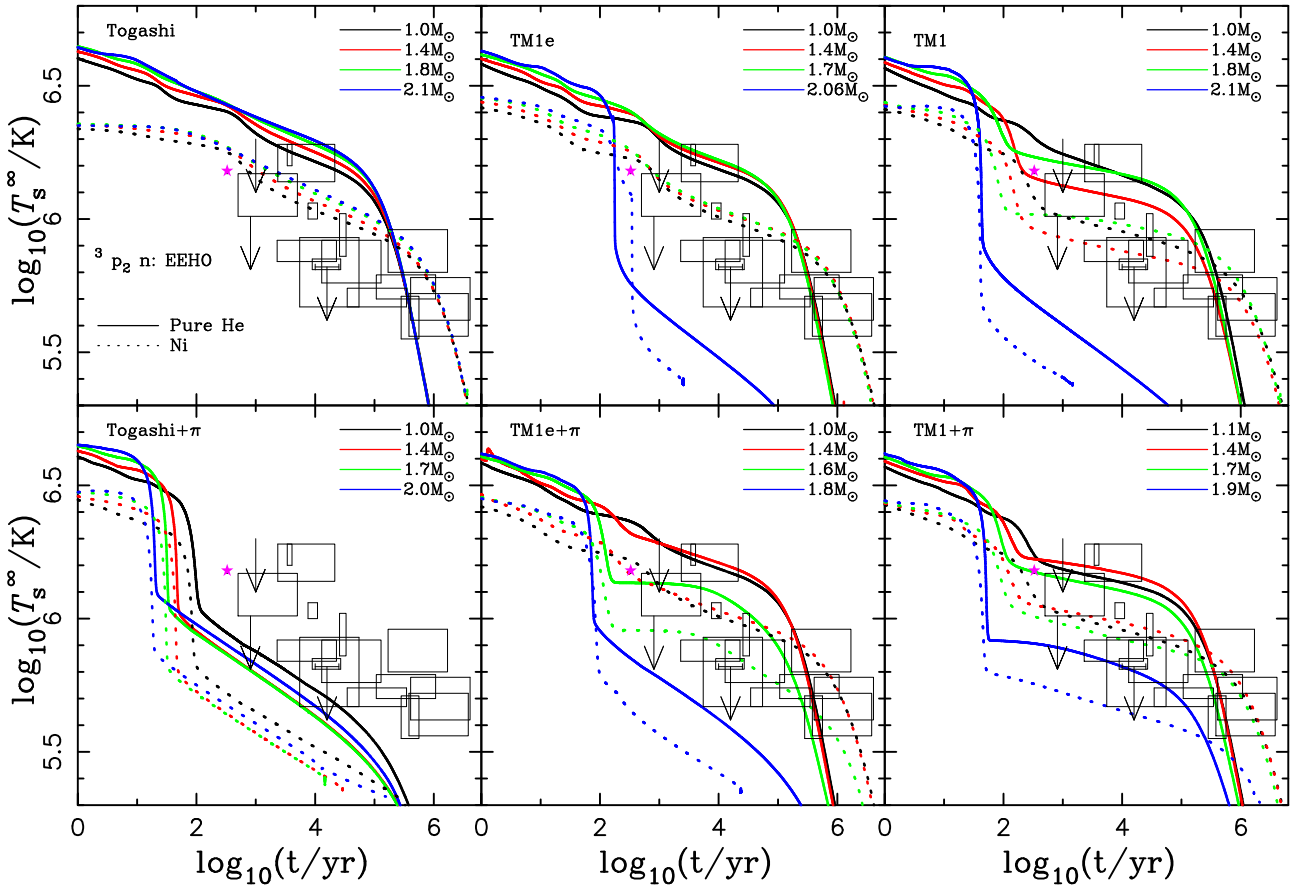 Togashi
1.0M⊙
1.4M⊙
1.8M⊙
2.1M⊙
³ p₂ n: EEHO
Pure He
Ni
TM1e
1.0M⊙
1.4M⊙
1.7M⊙
2.06M⊙
TM1
1.0M⊙
1.4M⊙
1.8M⊙
2.1M⊙
6.5
6
5.5
log₁₀(Tₛ^∞/K)
Togashi+π
1.0M⊙
1.4M⊙
1.7M⊙
2.0M⊙
TM1e+π
1.0M⊙
1.4M⊙
1.6M⊙
1.8M⊙
TM1+π
1.1M⊙
1.4M⊙
1.7M⊙
1.9M⊙
6.5
6
5.5
log₁₀(Tₛ^∞/K)
0 2 4 6 0 2 4 6 0 2 4 6
log₁₀(t/yr) log₁₀(t/yr) log₁₀(t/yr)